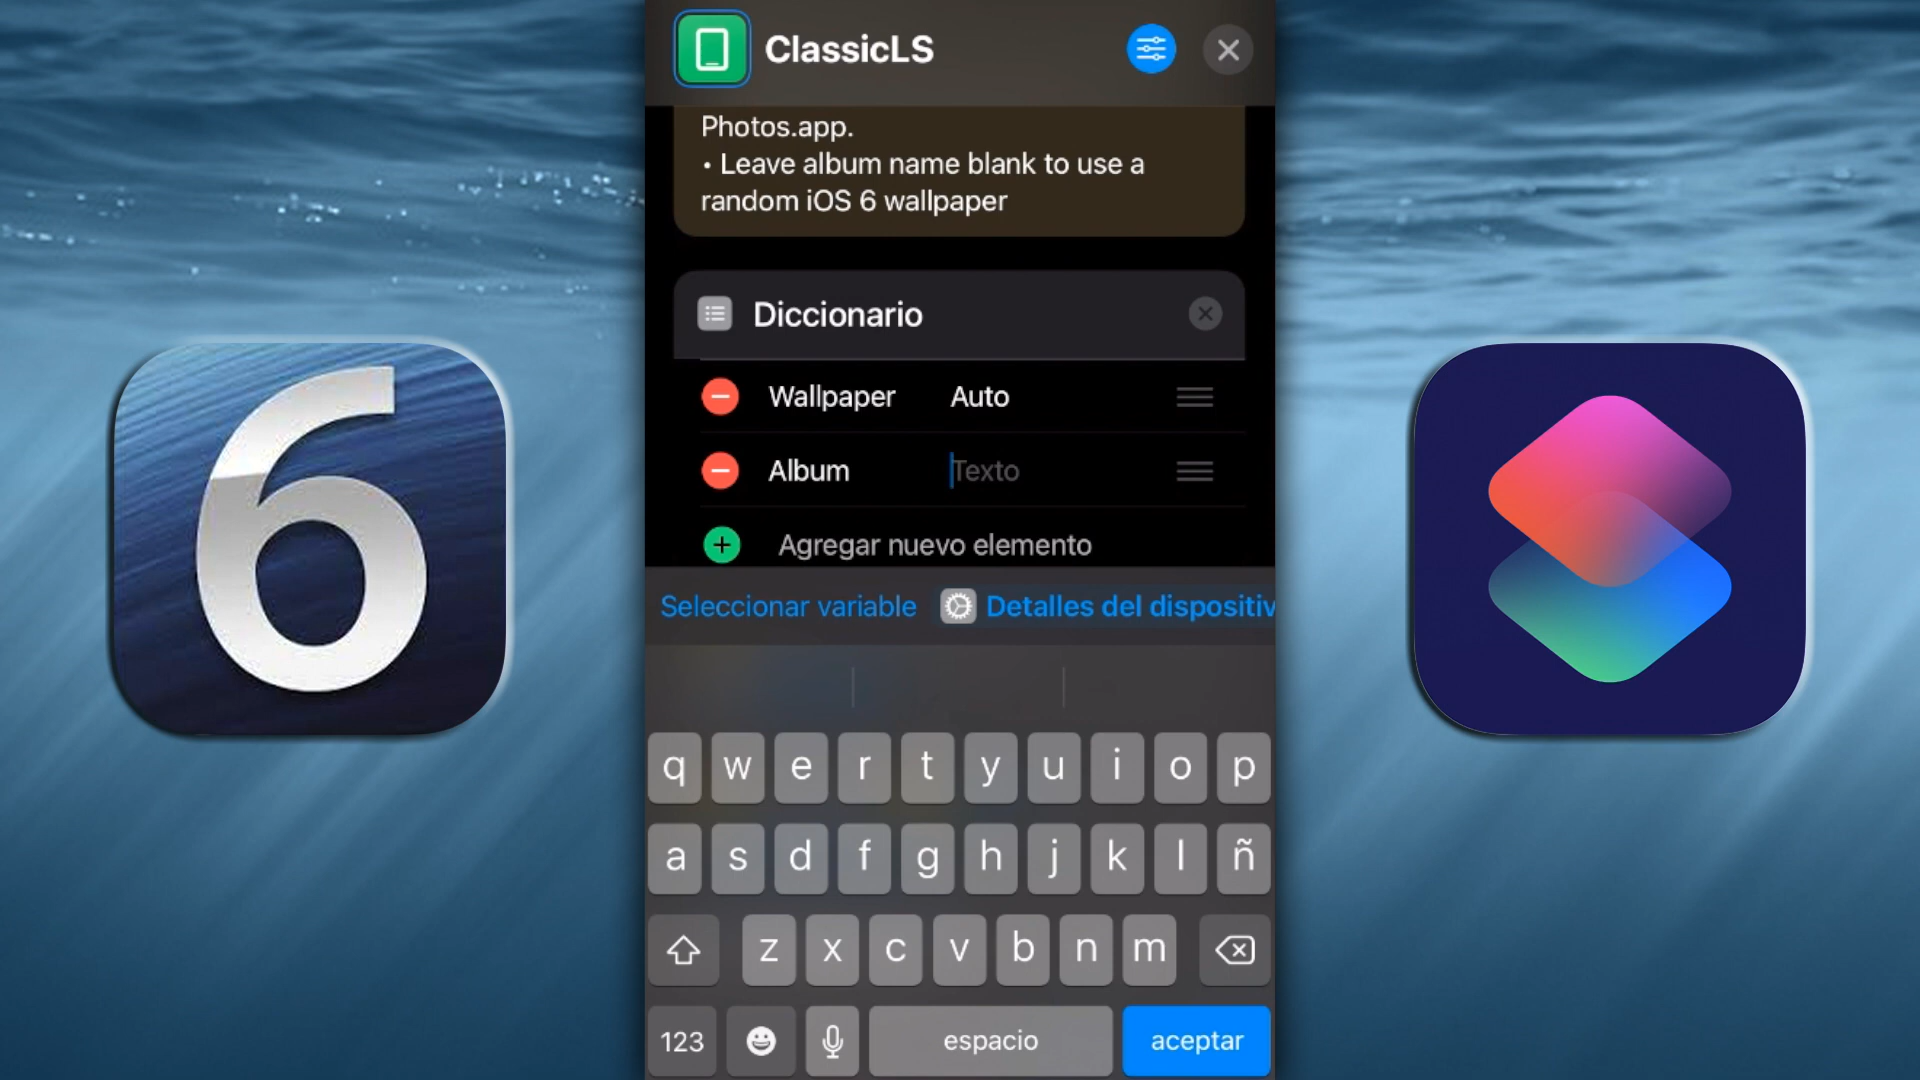 ClassicLS
Photos.app.
• Leave album name blank to use a
random iOS 6 wallpaper
Diccionario
Wallpaper Auto
Album Texto
Agregar nuevo elemento
Seleccionar variable Detalles del dispositiv
6
q w e r t y u i o p
a s d f g h j k l ñ
z x c v b n m
123 espacio aceptar